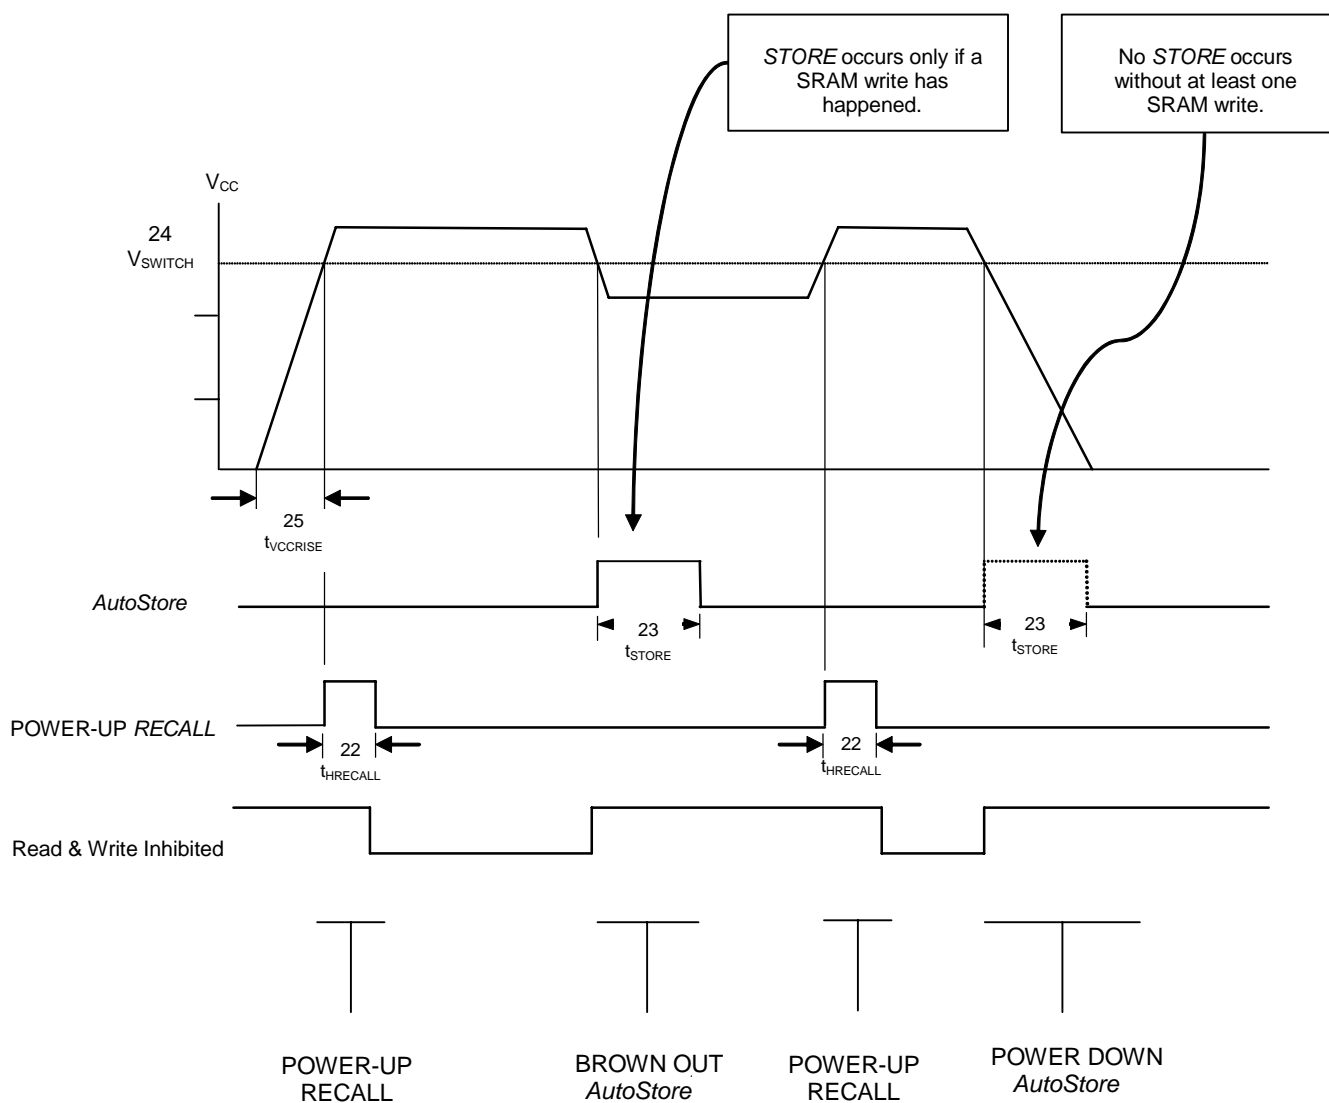 STORE occurs only if a
SRAM write has
happened.
No STORE occurs
without at least one
SRAM write.
VCC
24
VSWITCH
25
tVCCRISE
AutoStore
23
tSTORE
23
tSTORE
POWER-UP RECALL
22
tHRECALL
22
tHRECALL
Read & Write Inhibited
POWER-UP
RECALL
BROWN OUT
AutoStore
POWER-UP
RECALL
POWER DOWN
AutoStore